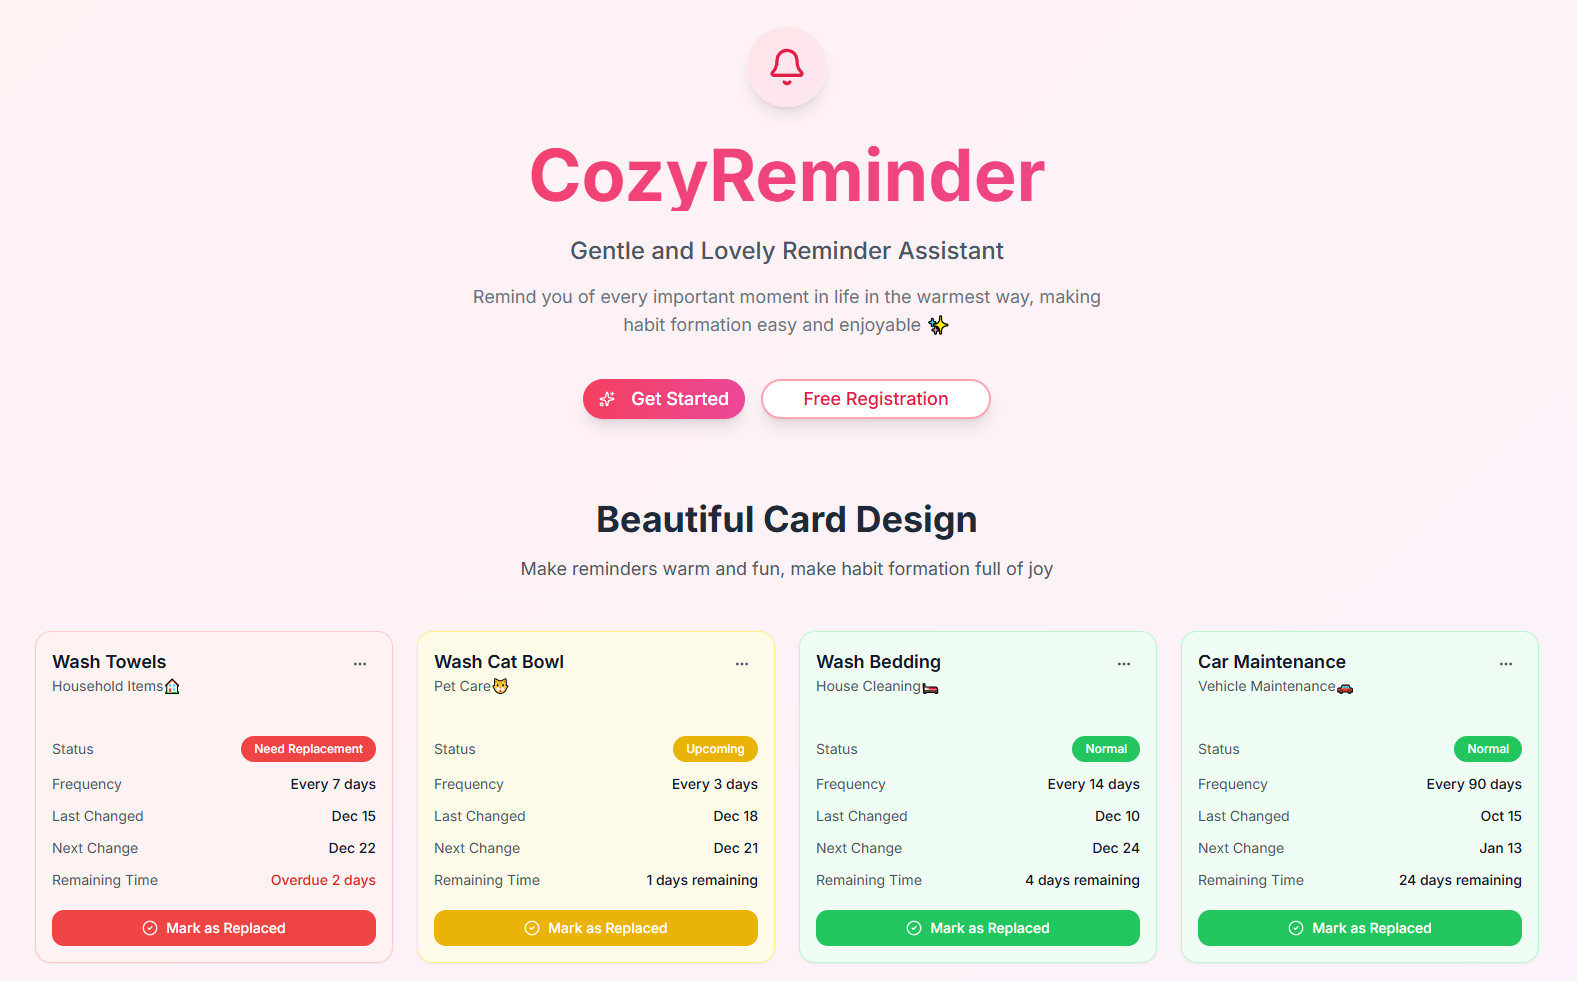 CozyReminder
Gentle and Lovely Reminder Assistant
Remind you of every important moment in life in the warmest way, making
habit formation easy and enjoyable ✨
Get Started
Free Registration
Beautiful Card Design
Make reminders warm and fun, make habit formation full of joy
Wash Towels
Household Items🏠
Status Need Replacement
Frequency Every 7 days
Last Changed Dec 15
Next Change Dec 22
Remaining Time Overdue 2 days
Mark as Replaced
Wash Cat Bowl
Pet Care🐱
Status Upcoming
Frequency Every 3 days
Last Changed Dec 18
Next Change Dec 21
Remaining Time 1 days remaining
Mark as Replaced
Wash Bedding
House Cleaning🛏️
Status Normal
Frequency Every 14 days
Last Changed Dec 10
Next Change Dec 24
Remaining Time 4 days remaining
Mark as Replaced
Car Maintenance
Vehicle Maintenance🚗
Status Normal
Frequency Every 90 days
Last Changed Oct 15
Next Change Jan 13
Remaining Time 24 days remaining
Mark as Replaced